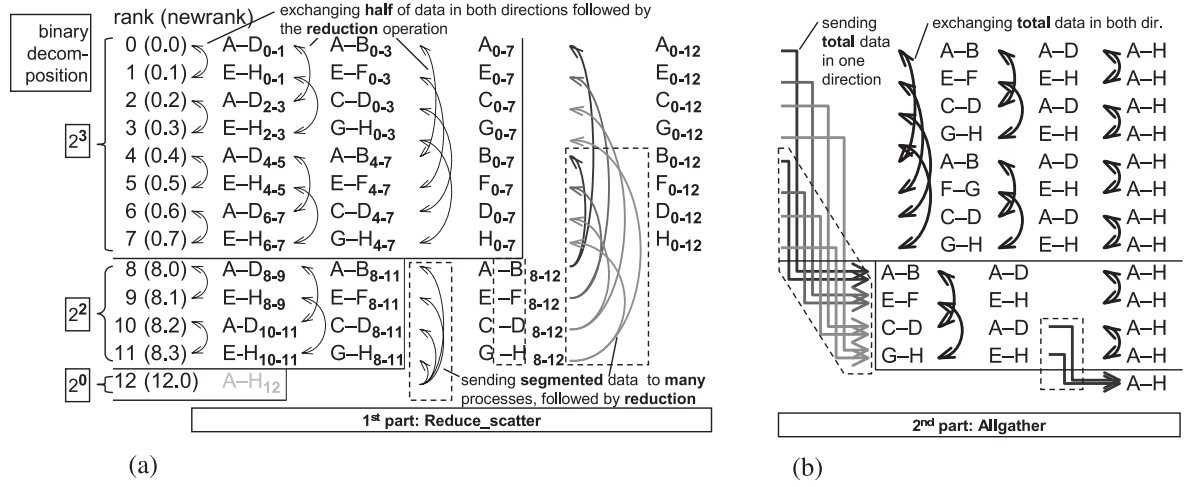 rank (newrank)
exchanging half of data in both directions followed by
the reduction operation
binary
decom-
position
0 (0.0) A–D0-1 A–B0-3 A0-7 A0-12
1 (0.1) E–H0-1 E–F0-3 E0-7 E0-12
2 (0.2) A–D2-3 C–D0-3 C0-7 C0-12
3 (0.3) E–H2-3 G–H0-3 G0-7 G0-12
2³
4 (0.4) A–D4-5 A–B4-7 B0-7 B0-12
5 (0.5) E–H4-5 E–F4-7 F0-7 F0-12
6 (0.6) A–D6-7 C–D4-7 D0-7 D0-12
7 (0.7) E–H6-7 G–H4-7 H0-7 H0-12
8 (8.0) A–D8-9 A–B8-11 A–B8-12
9 (8.1) E–H8-9 E–F8-11 E–F8-12
2²
10 (8.2) A-D10-11 C–D8-11 C–D8-12
11 (8.3) E-H10-11 G–H8-11 G–H8-12
2⁰
12 (12.0) A–H12
sending segmented data to many
processes, followed by reduction
1st part: Reduce_scatter
(a)
sending
total data
in one
direction
exchanging total data in both dir.
A–B A–D A–H
E–F E–H A–H
C–D A–D A–H
G–H E–H A–H
A–B A–D A–H
F–G E–H A–H
C–D A–D A–H
G–H E–H A–H
A–B A–D A–H
E–F E–H A–H
C–D A–D A–H
G–H E–H A–H
A–H
2nd part: Allgather
(b)